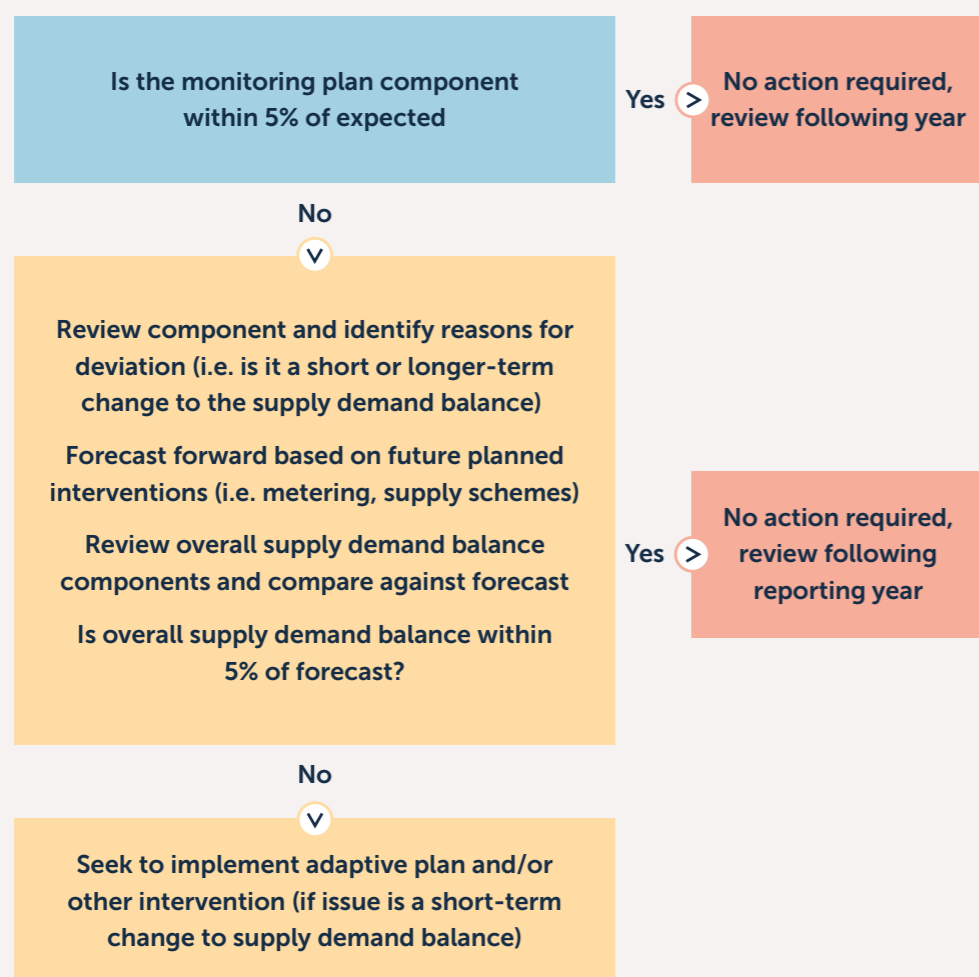 Is the monitoring plan component
within 5% of expected
Yes >
No action required,
review following year
No
Review component and identify reasons for
deviation (i.e. is it a short or longer-term
change to the supply demand balance)
Forecast forward based on future planned
interventions (i.e. metering, supply schemes)
Review overall supply demand balance
components and compare against forecast
Is overall supply demand balance within
5% of forecast?
Yes >
No action required,
review following
reporting year
No
Seek to implement adaptive plan and/or
other intervention (if issue is a short-term
change to supply demand balance)